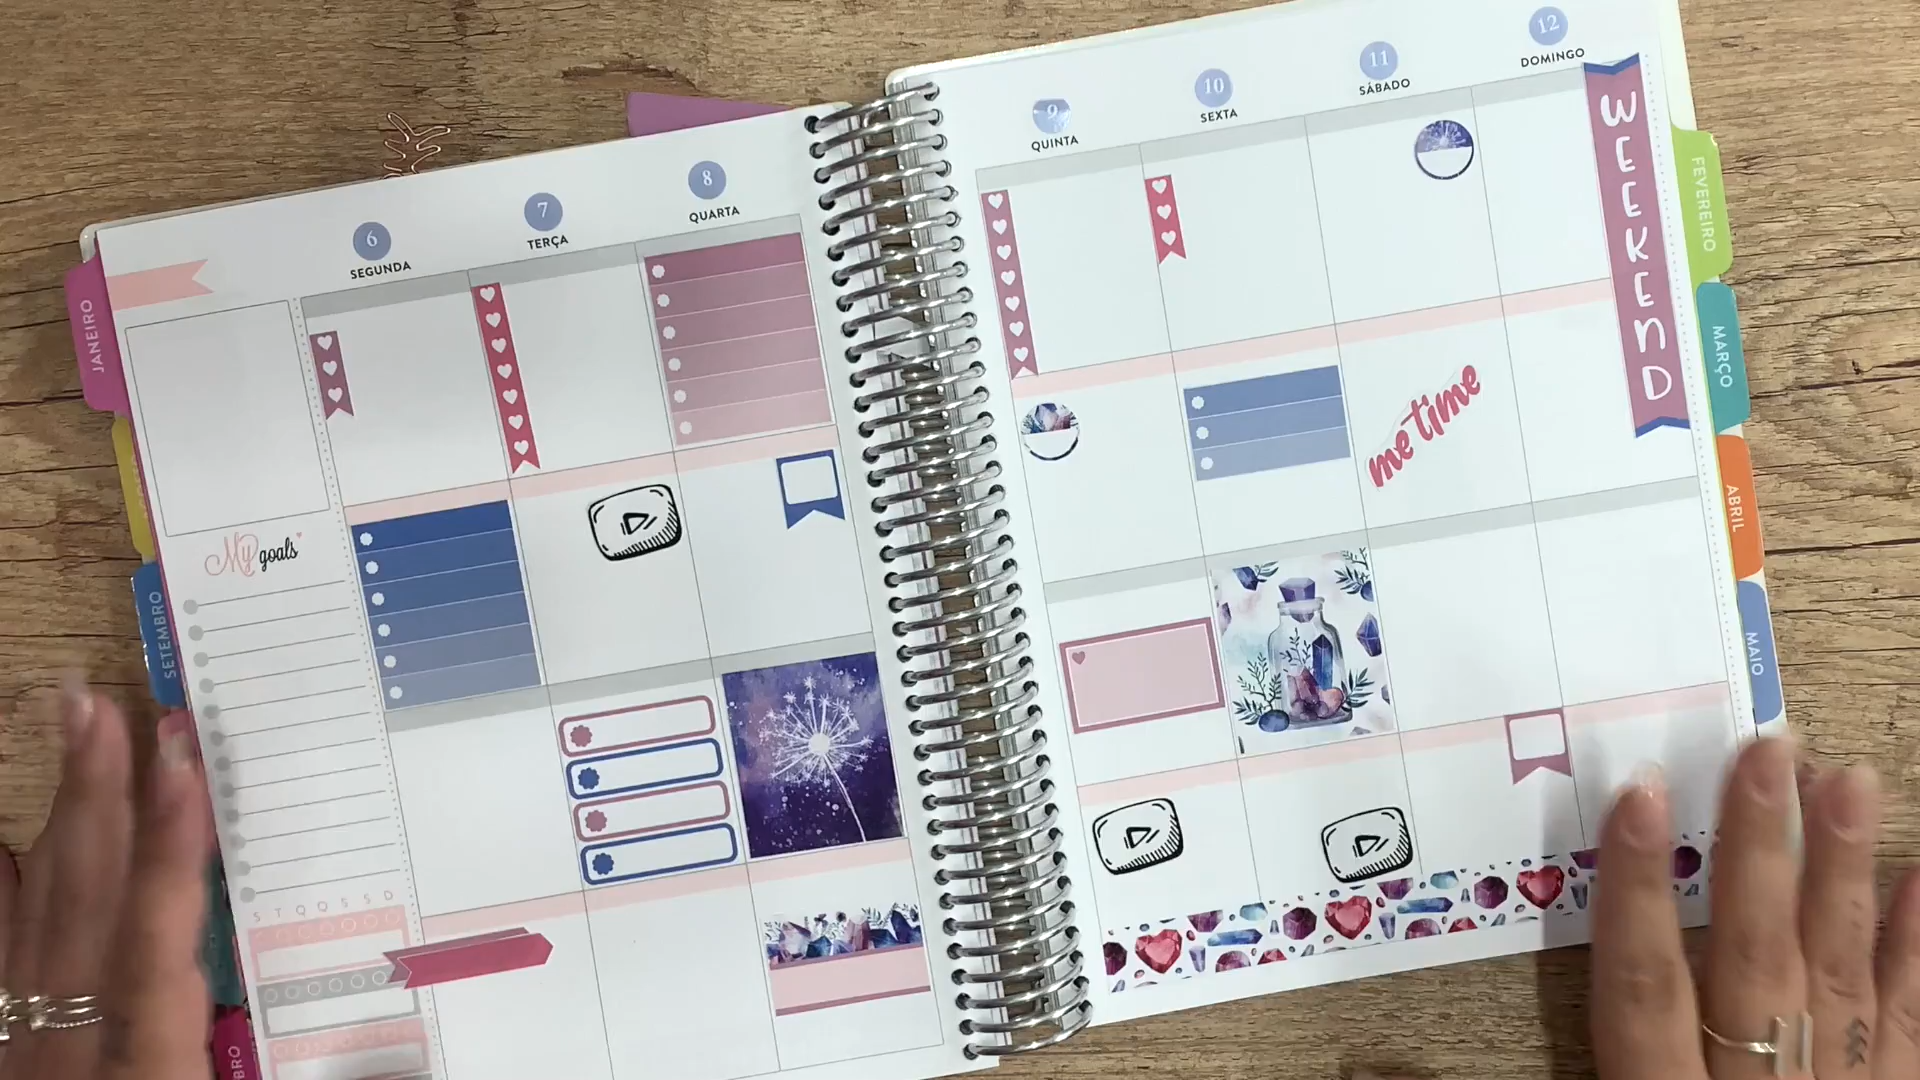 6
SEGUNDA
7
TERÇA
8
QUARTA
9
QUINTA
10
SEXTA
11
SÁBADO
12
DOMINGO
WEEKEND
me time
My goals
S T Q Q S S D
JANEIRO
SETEMBRO
BRO
FEVEREIRO
MARÇO
ABRIL
MAIO